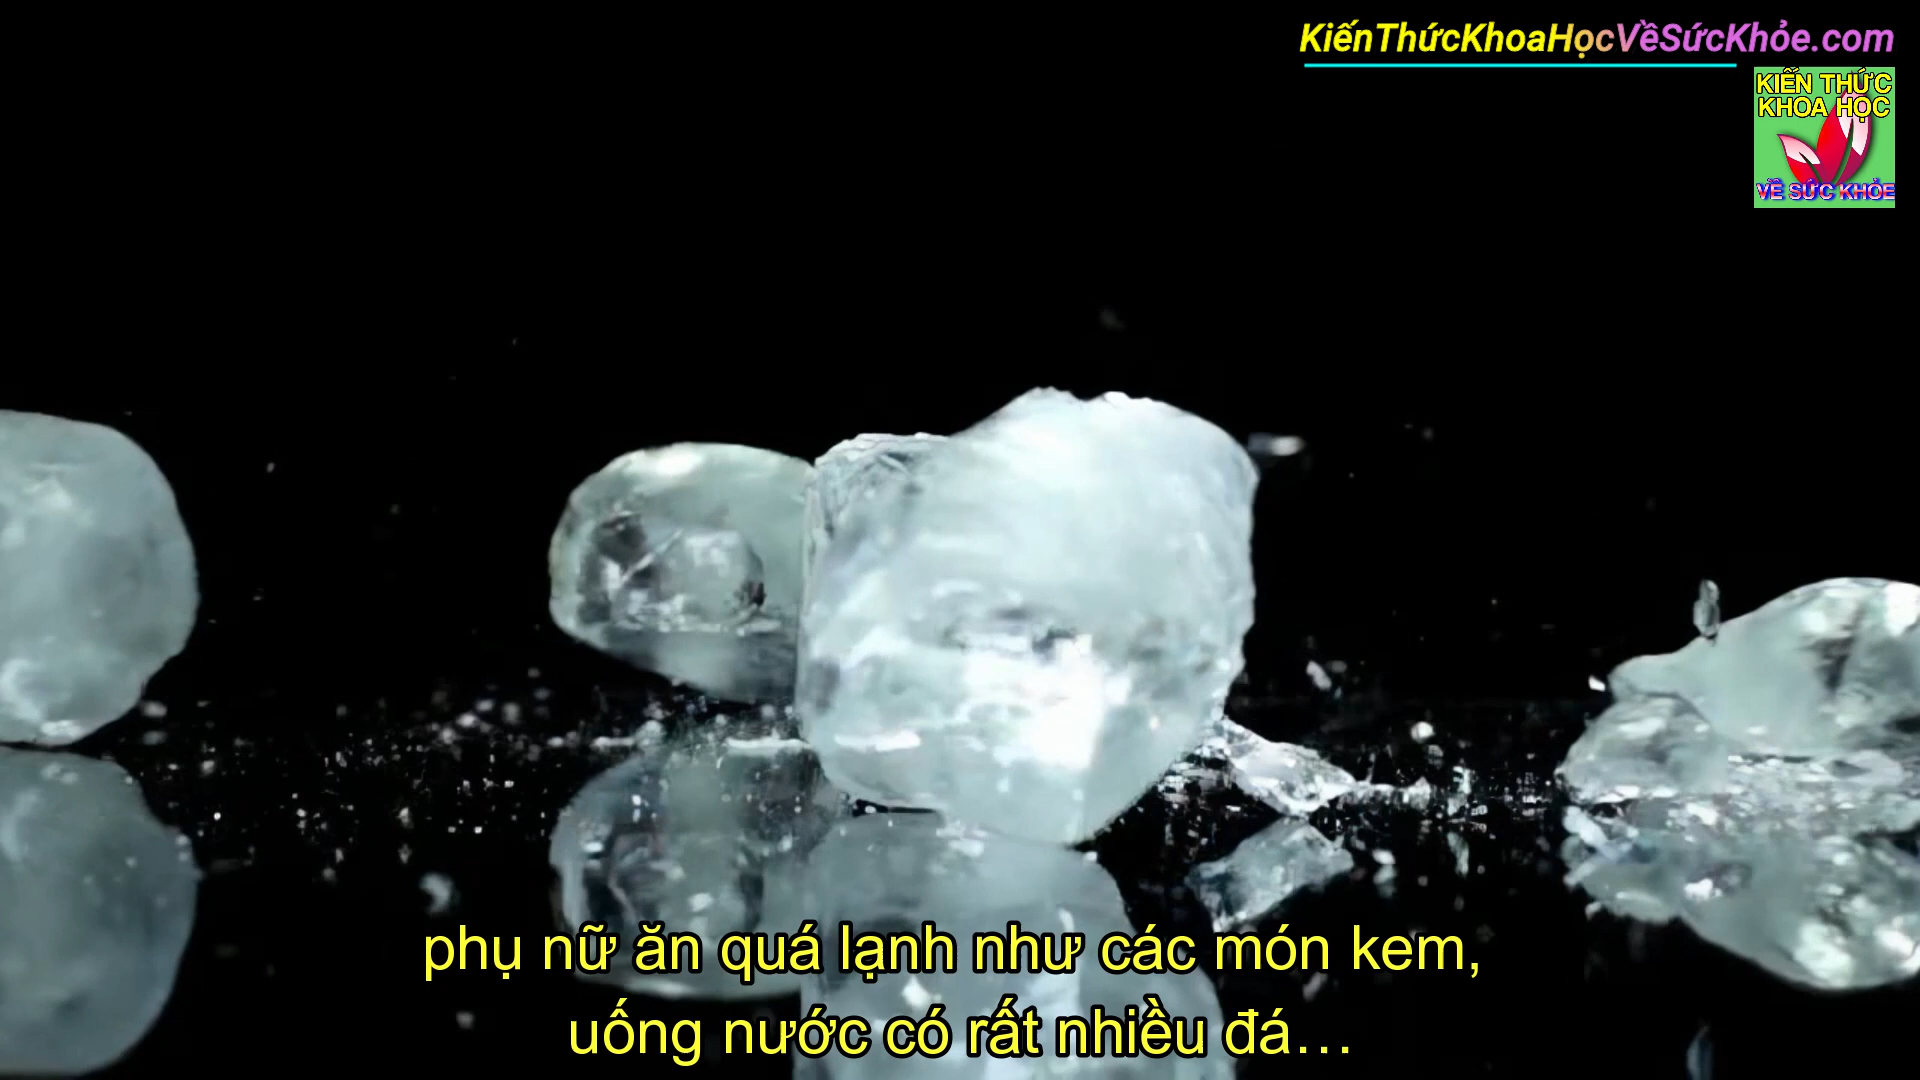 KiếnThứcKhoaHọcVềSứcKhỏe.com
KIẾN THỨC
KHOA HỌC
VỀ SỨC KHỎE
phụ nữ ăn quá lạnh như các món kem,
uống nước có rất nhiều đá…